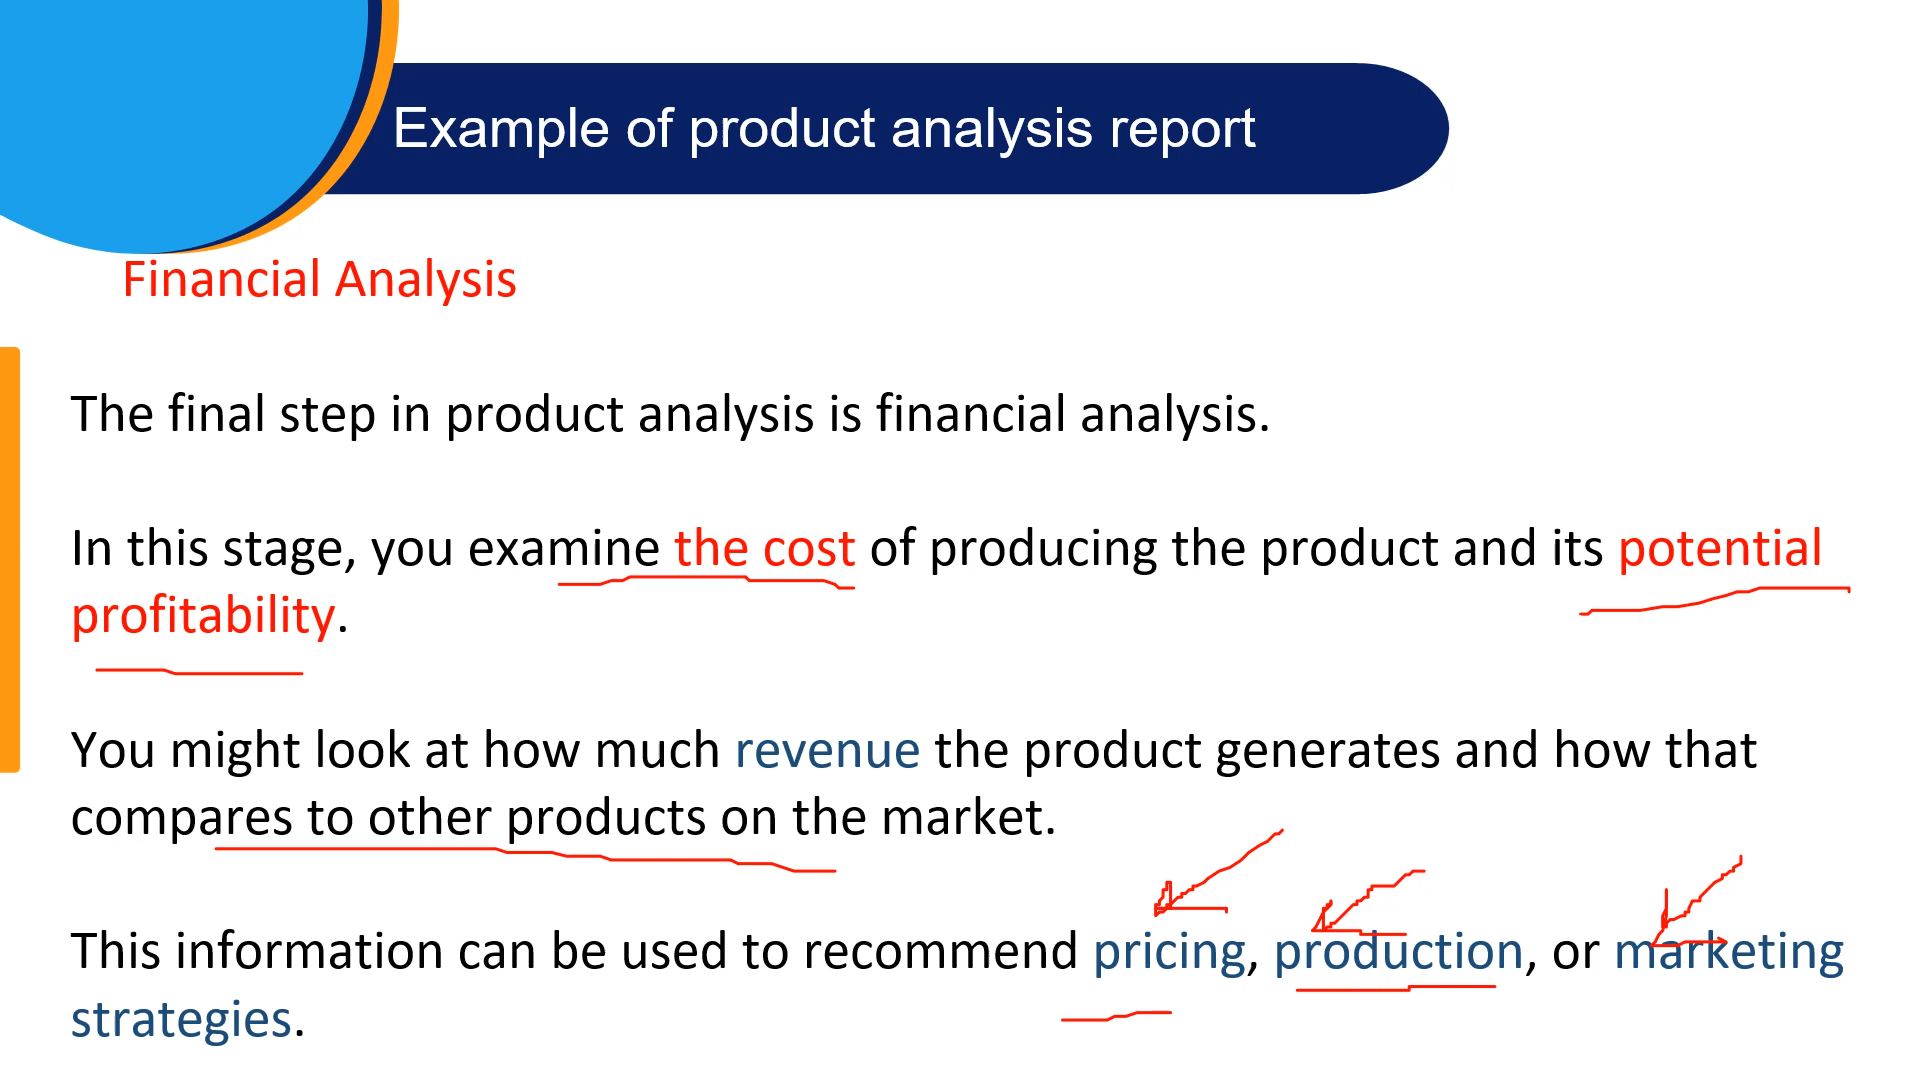 Example of product analysis report
Financial Analysis
The final step in product analysis is financial analysis.
In this stage, you examine the cost of producing the product and its potential
profitability.
You might look at how much revenue the product generates and how that
compares to other products on the market.
This information can be used to recommend pricing, production, or marketing
strategies.